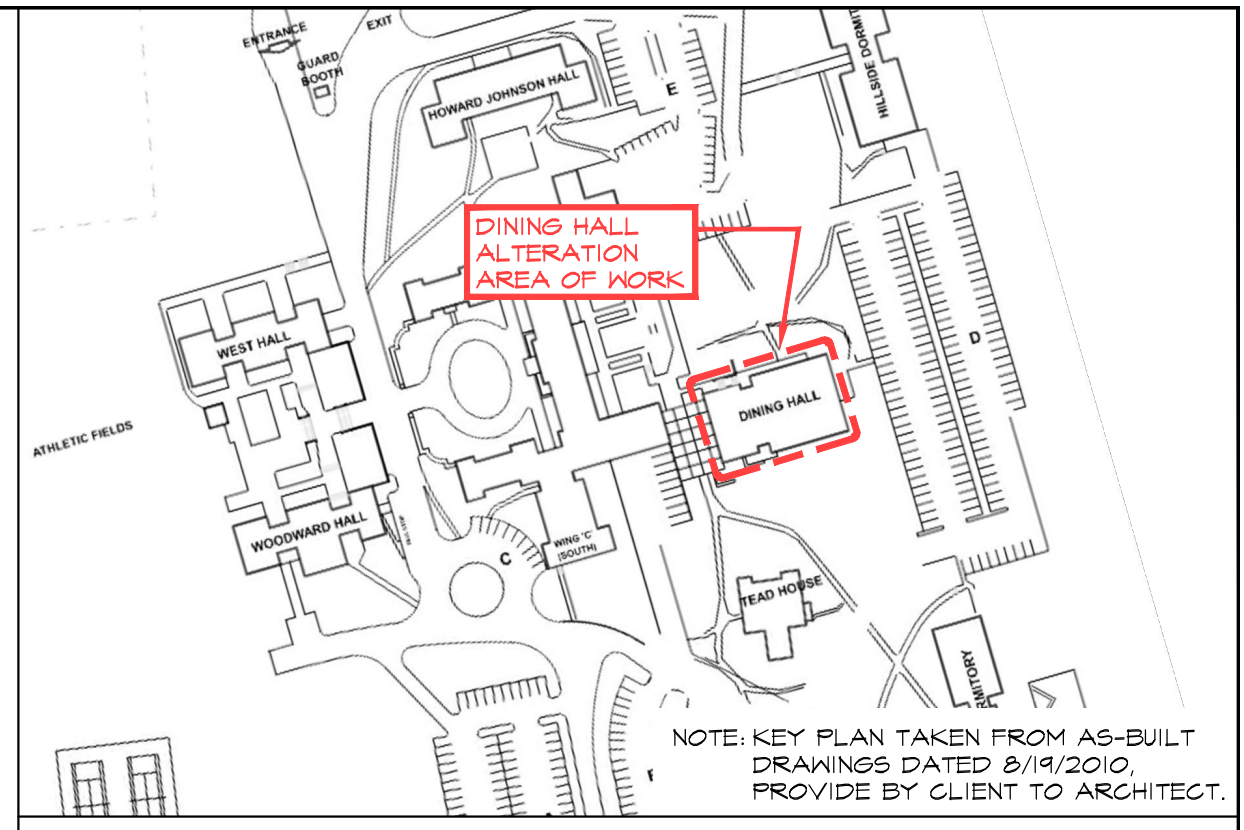 ENTRANCE
EXIT
GUARD
BOOTH
HOWARD JOHNSON HALL
E
HILLSIDE DORMIT
DINING HALL
ALTERATION
AREA OF WORK
WEST HALL
D
DINING HALL
ATHLETIC FIELDS
WOODWARD HALL
C
WING 'C'
(SOUTH)
TEAD HOUSE
RMITORY
NOTE: KEY PLAN TAKEN FROM AS-BUILT
DRAWINGS DATED 8/19/2010,
PROVIDE BY CLIENT TO ARCHITECT.